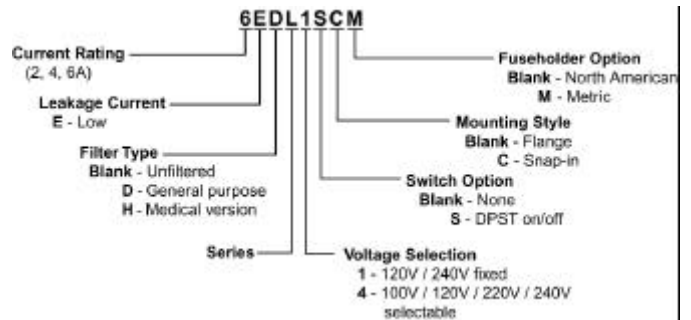 6EDL1SCM
Current Rating
(2, 4, 6A)
Leakage Current
E - Low
Filter Type
Blank - Unfiltered
D - General purpose
H - Medical version
Series
Fuseholder Option
Blank - North American
M - Metric
Mounting Style
Blank - Flange
C - Snap-in
Switch Option
Blank - None
S - DPST on/off
Voltage Selection
1 - 120V / 240V fixed
4 - 100V / 120V / 220V / 240V
selectable